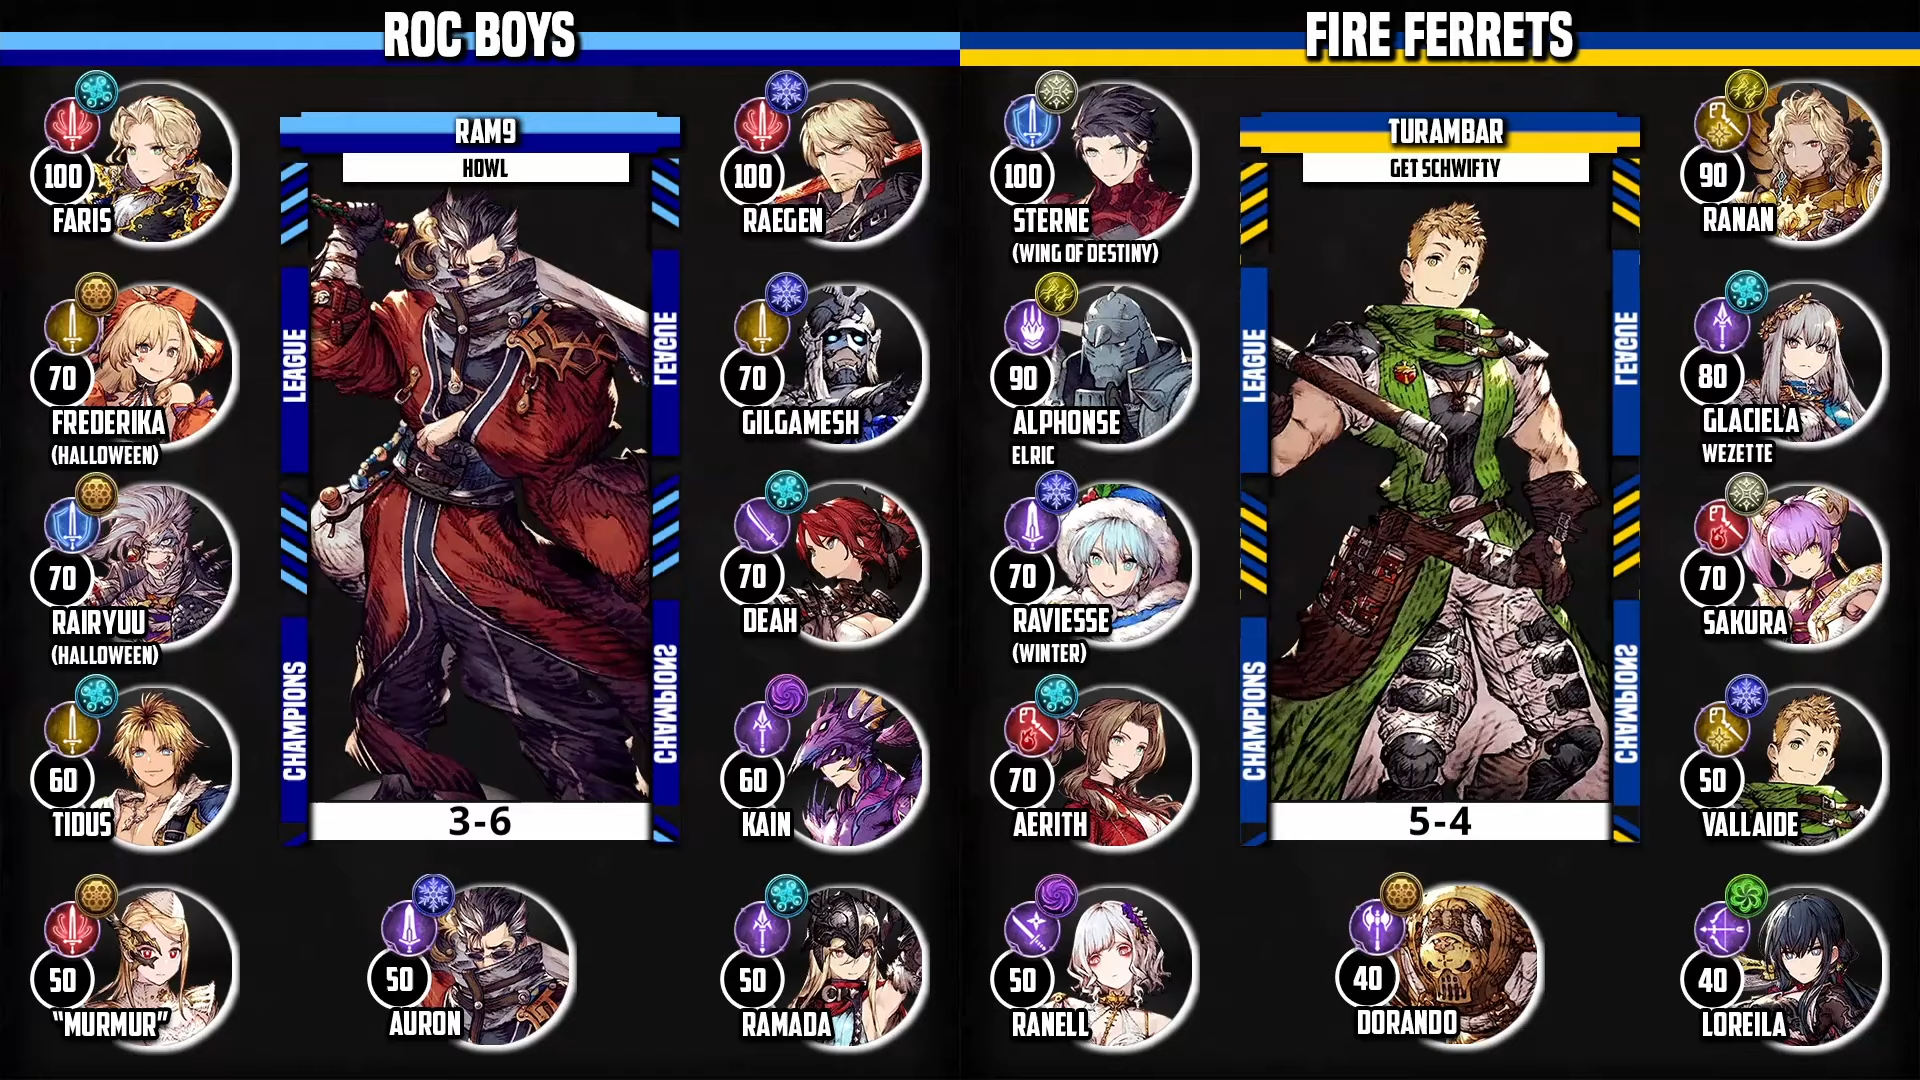 ROC BOYS
100
FARIS
70
FREDERIKA
(HALLOWEEN)
70
RAIRYUU
(HALLOWEEN)
60
TIDUS
50
"MURMUR"
RAM9
HOWL
LEAGUE
CHAMPIONS
LEAGUE
CHAMPIONS
3-6
50
AURON
100
RAEGEN
70
GILGAMESH
70
DEAH
60
KAIN
50
RAMADA
FIRE FERRETS
100
STERNE
(WING OF DESTINY)
90
ALPHONSE
ELRIC
70
RAVIESSE
(WINTER)
70
AERITH
50
RANELL
TURAMBAR
GET SCHWIFTY
LEAGUE
CHAMPIONS
LEAGUE
CHAMPIONS
5-4
40
DORANDO
90
RANAN
80
GLACIELA
WEZETTE
70
SAKURA
50
VALLAIDE
40
LOREILA